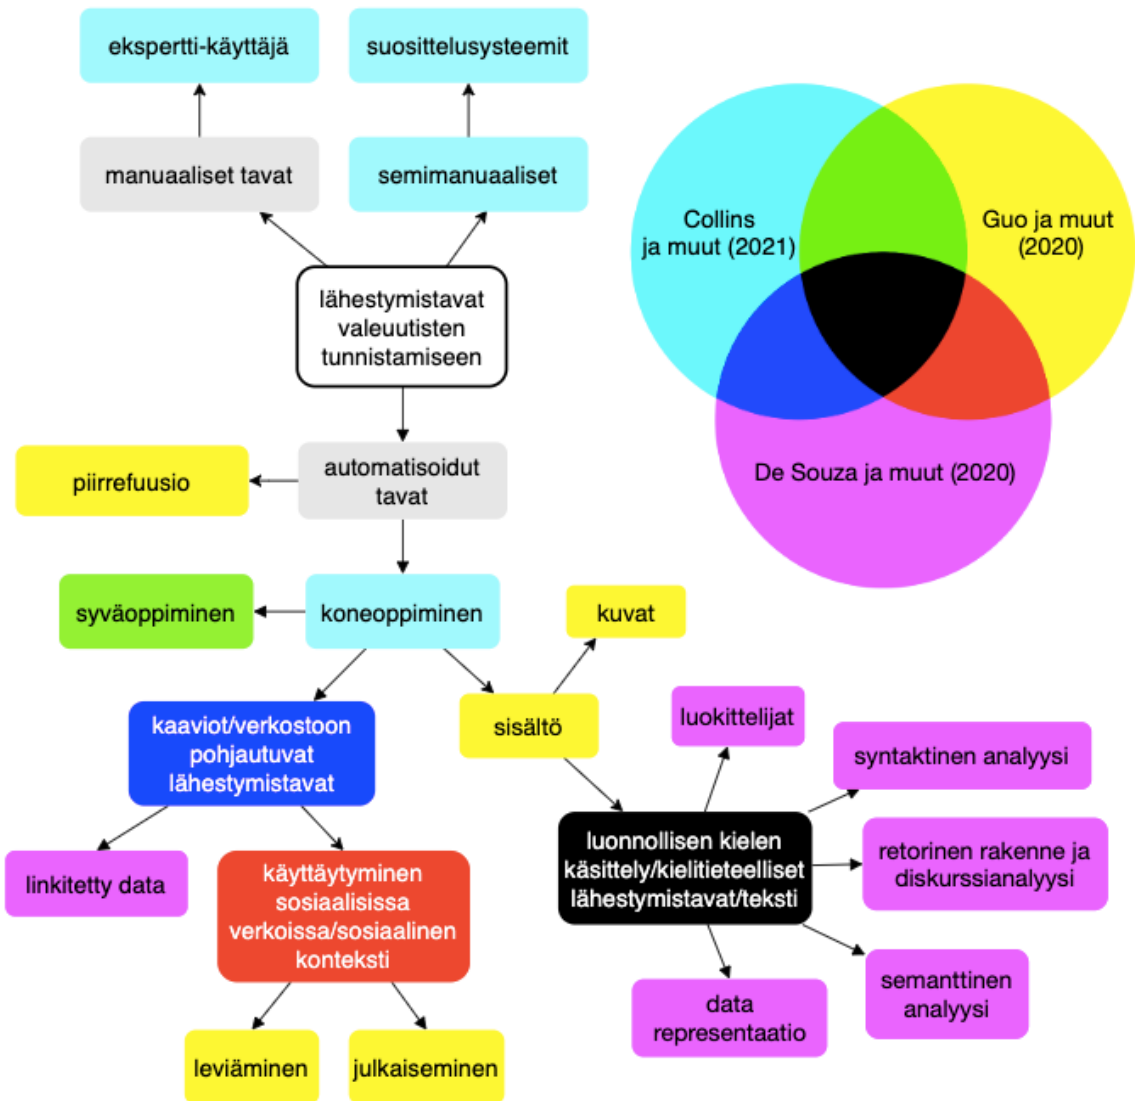 ekspertti-käyttäjä
suosittelusysteemit
manuaaliset tavat
semimanuaaliset
Collins
ja muut (2021)
Guo ja muut
(2020)
De Souza ja muut (2020)
lähestymistavat
valeuutisten
tunnistamiseen
piirrefuusio
automatisoidut
tavat
syväoppiminen
koneoppiminen
kuvat
sisältö
kaaviot/verkostoon
pohjautuvat
lähestymistavat
luokittelijat
syntaktinen analyysi
luonnollisen kielen
käsittely/kielitieteelliset
lähestymistavat/teksti
retorinen rakenne ja
diskurssianalyysi
linkitetty data
käyttäytyminen
sosiaalisissa
verkoissa/sosiaalinen
konteksti
semanttinen
analyysi
data
representaatio
leviäminen
julkaiseminen